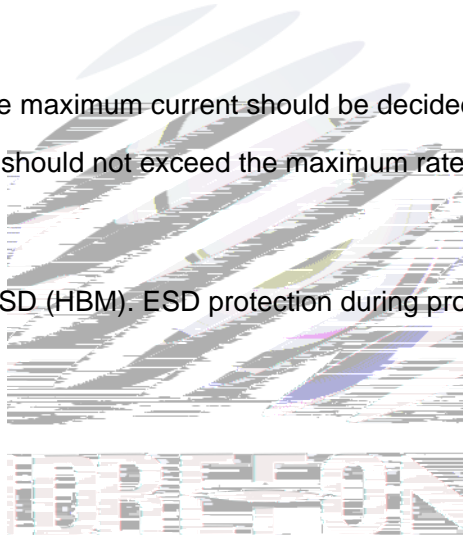 e maximum current should be decided
should not exceed the maximum rate
SD (HBM). ESD protection during pro